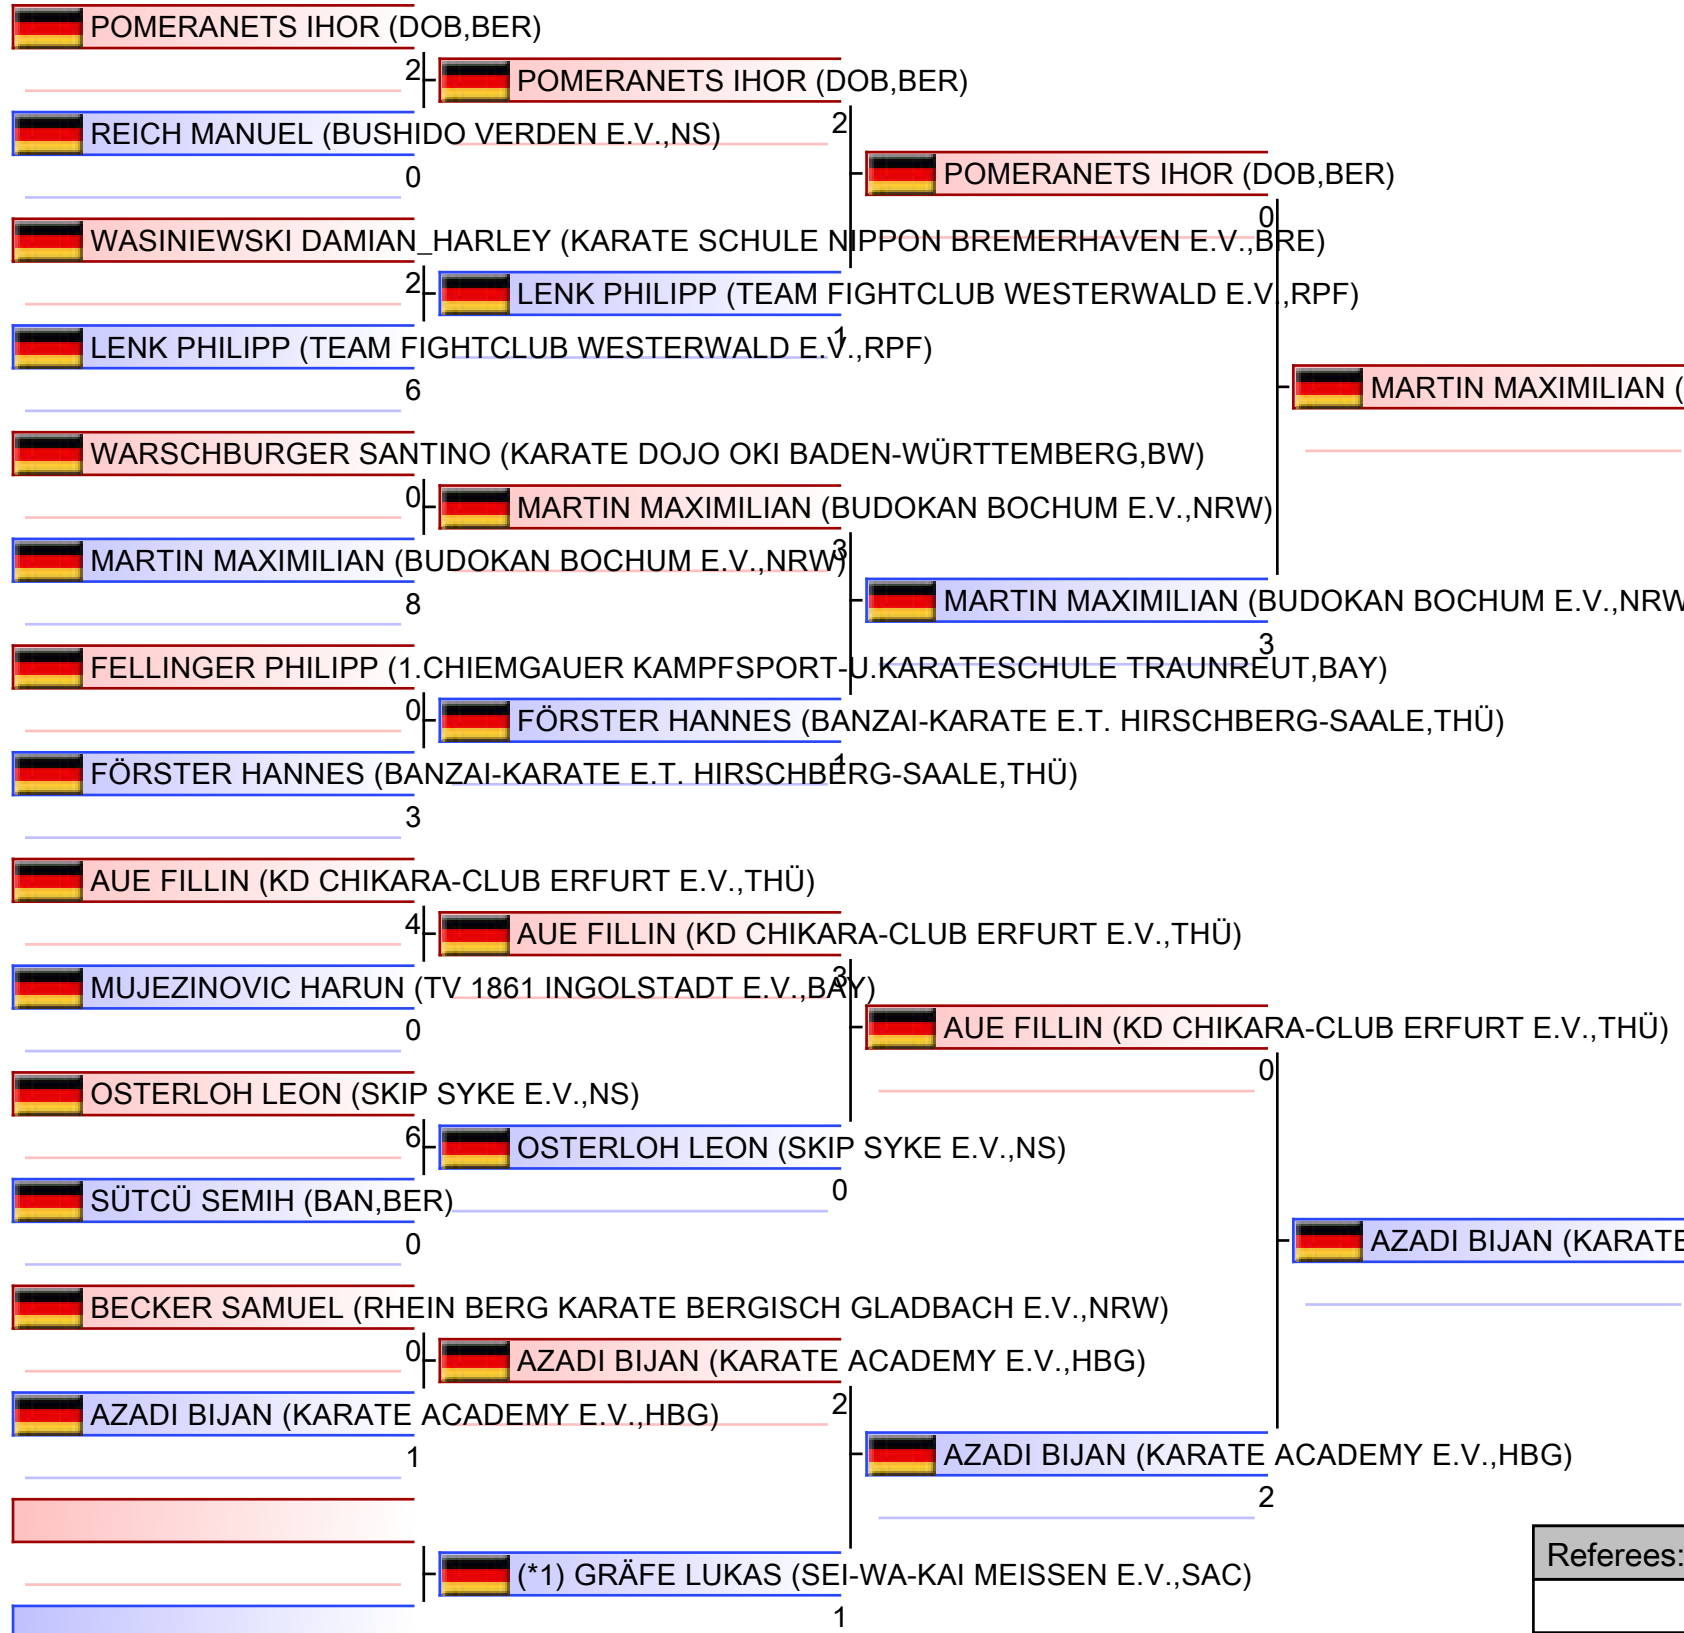 POMERANETS IHOR (DOB,BER)
2
POMERANETS IHOR (DOB,BER)
REICH MANUEL (BUSHIDO VERDEN E.V.,NS)
2
0
POMERANETS IHOR (DOB,BER)
0
WASINIEWSKI DAMIAN_HARLEY (KARATE SCHULE NIPPON BREMERHAVEN E.V.,BRE)
2
LENK PHILIPP (TEAM FIGHTCLUB WESTERWALD E.V.,RPF)
LENK PHILIPP (TEAM FIGHTCLUB WESTERWALD E.V.,RPF)
1
6
MARTIN MAXIMILIAN (
WARSCHBURGER SANTINO (KARATE DOJO OKI BADEN-WÜRTTEMBERG,BW)
0
MARTIN MAXIMILIAN (BUDOKAN BOCHUM E.V.,NRW)
MARTIN MAXIMILIAN (BUDOKAN BOCHUM E.V.,NRW)
3
8
MARTIN MAXIMILIAN (BUDOKAN BOCHUM E.V.,NRW
3
FELLINGER PHILIPP (1.CHIEMGAUER KAMPFSPORT-U.KARATESCHULE TRAUNREUT,BAY)
0
FÖRSTER HANNES (BANZAI-KARATE E.T. HIRSCHBERG-SAALE,THÜ)
FÖRSTER HANNES (BANZAI-KARATE E.T. HIRSCHBERG-SAALE,THÜ)
1
3
AUE FILLIN (KD CHIKARA-CLUB ERFURT E.V.,THÜ)
4
AUE FILLIN (KD CHIKARA-CLUB ERFURT E.V.,THÜ)
MUJEZINOVIC HARUN (TV 1861 INGOLSTADT E.V.,BAY)
3
0
AUE FILLIN (KD CHIKARA-CLUB ERFURT E.V.,THÜ)
0
OSTERLOH LEON (SKIP SYKE E.V.,NS)
6
OSTERLOH LEON (SKIP SYKE E.V.,NS)
0
SÜTCÜ SEMIH (BAN,BER)
0
AZADI BIJAN (KARATE
BECKER SAMUEL (RHEIN BERG KARATE BERGISCH GLADBACH E.V.,NRW)
0
AZADI BIJAN (KARATE ACADEMY E.V.,HBG)
AZADI BIJAN (KARATE ACADEMY E.V.,HBG)
2
1
AZADI BIJAN (KARATE ACADEMY E.V.,HBG)
2
Referees:
(*1) GRÄFE LUKAS (SEI-WA-KAI MEISSEN E.V.,SAC)
1